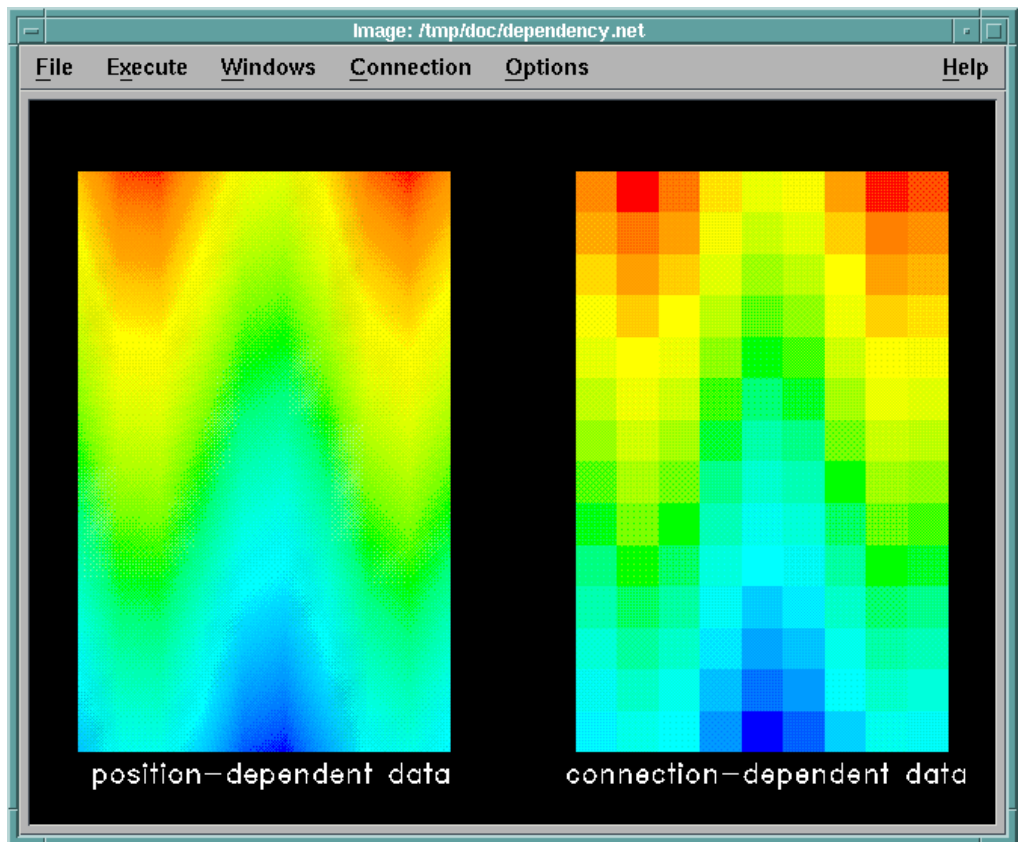 Image: /tmp/doc/dependency.net
File Execute Windows Connection Options Help
position-dependent data
connection-dependent data